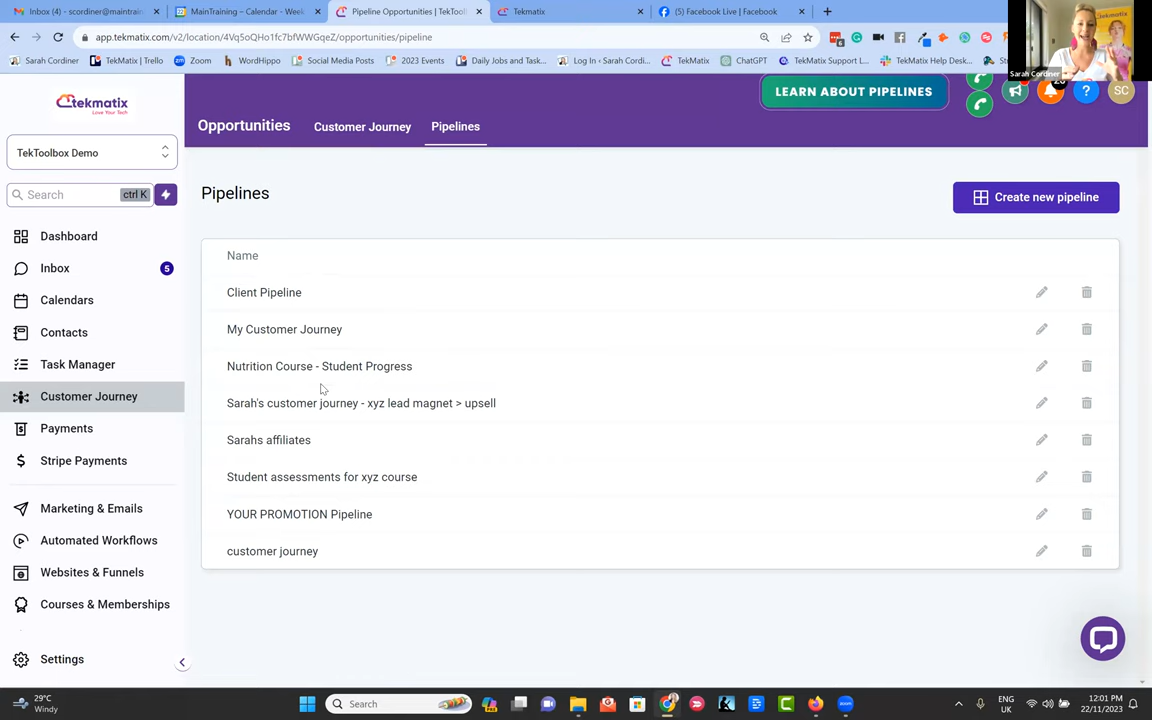 Inbox (4) - scordiner@maintrain
MainTraining – Calendar - Week
Pipeline Opportunities | TekTool
Tekmatix
(5) Facebook Live | Facebook
app.tekmatix.com/v2/location/4Vq5oQHo1fc7bfWWGqeZ/opportunities/pipeline
Sarah Cordiner
TekMatix | Trello
Zoom
WordHippo
Social Media Posts
2023 Events
Daily Jobs and Task...
Log In ‹ Sarah Cordi...
TekMatix
ChatGPT
TekMatix Support L...
TekMatix Help Desk...
Sarah Cordiner
tekmatix
Love Your Tech
LEARN ABOUT PIPELINES
SC
Opportunities
Customer Journey
Pipelines
TekToolbox Demo
Search
ctrl K
Pipelines
Create new pipeline
Dashboard
Inbox
5
Calendars
Contacts
Task Manager
Customer Journey
Payments
Stripe Payments
Marketing & Emails
Automated Workflows
Websites & Funnels
Courses & Memberships
Settings
Name
Client Pipeline
My Customer Journey
Nutrition Course - Student Progress
Sarah's customer journey - xyz lead magnet > upsell
Sarahs affiliates
Student assessments for xyz course
YOUR PROMOTION Pipeline
customer journey
29°C
Windy
Search
ENG
UK
12:01 PM
22/11/2023